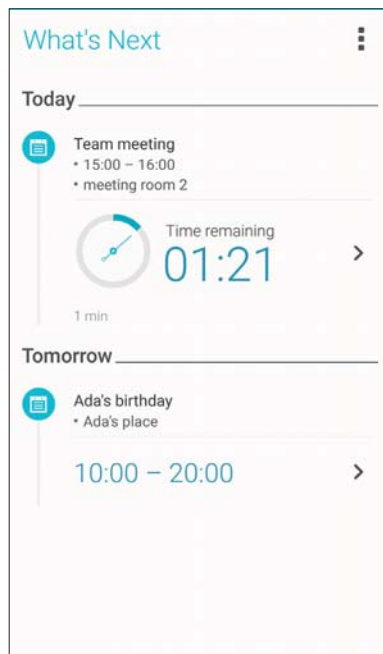 What's Next
Today
Team meeting
• 15:00 – 16:00
• meeting room 2
Time remaining
01:21
1 min
Tomorrow
Ada's birthday
• Ada's place
10:00 – 20:00